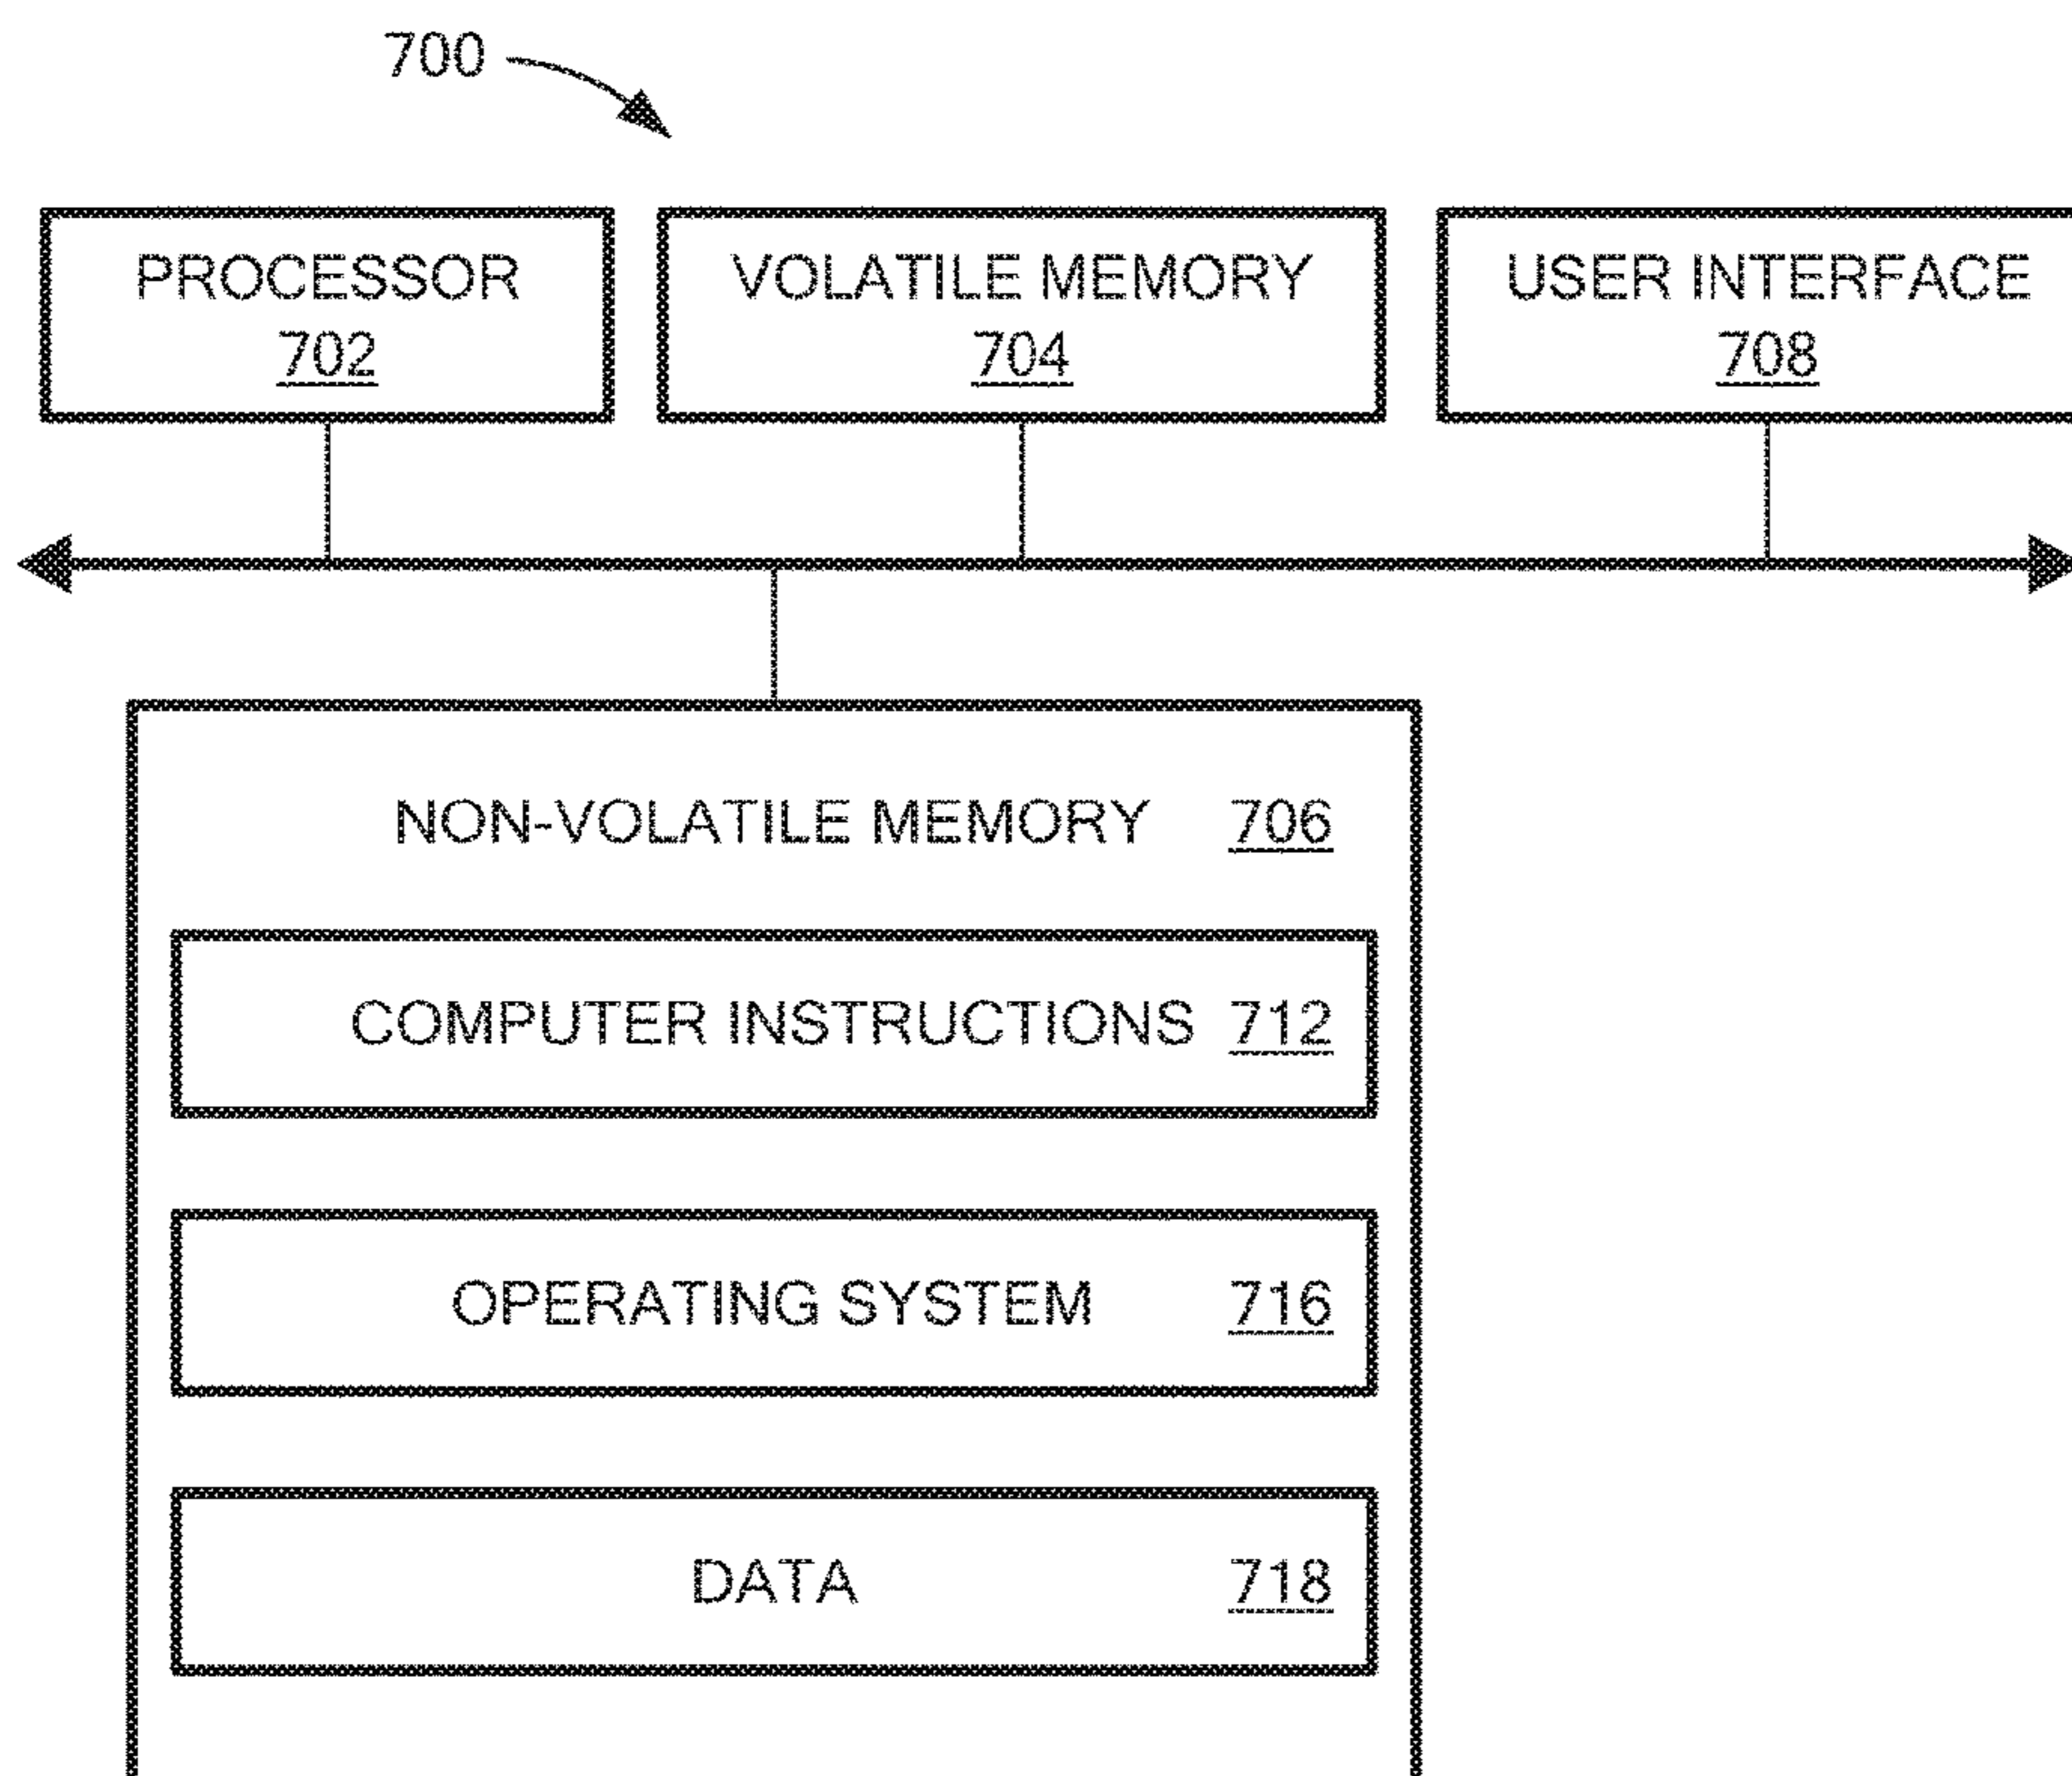 700
PROCESSOR
702
VOLATILE MEMORY
704
USER INTERFACE
708
NON-VOLATILE MEMORY 706
COMPUTER INSTRUCTIONS 712
OPERATING SYSTEM 716
DATA 718